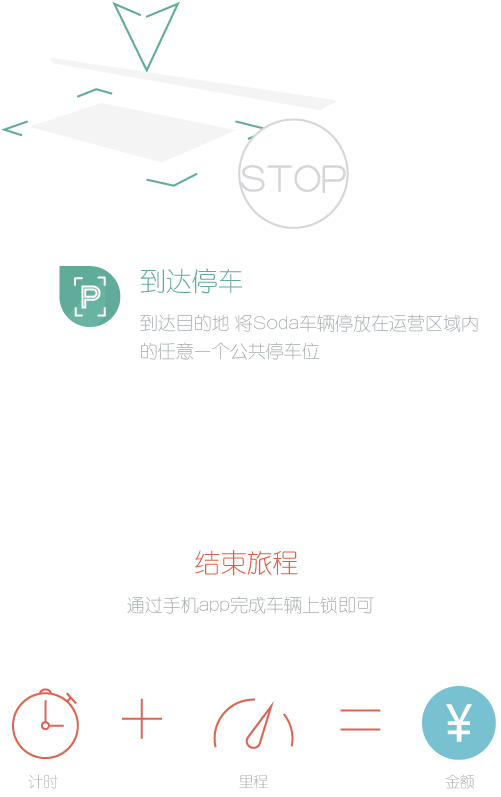 STOP
P
到达停车
到达目的地 将Soda车辆停放在运营区域内
的任意一个公共停车位
结束旅程
通过手机app完成车辆上锁即可
¥
计时 里程 金额